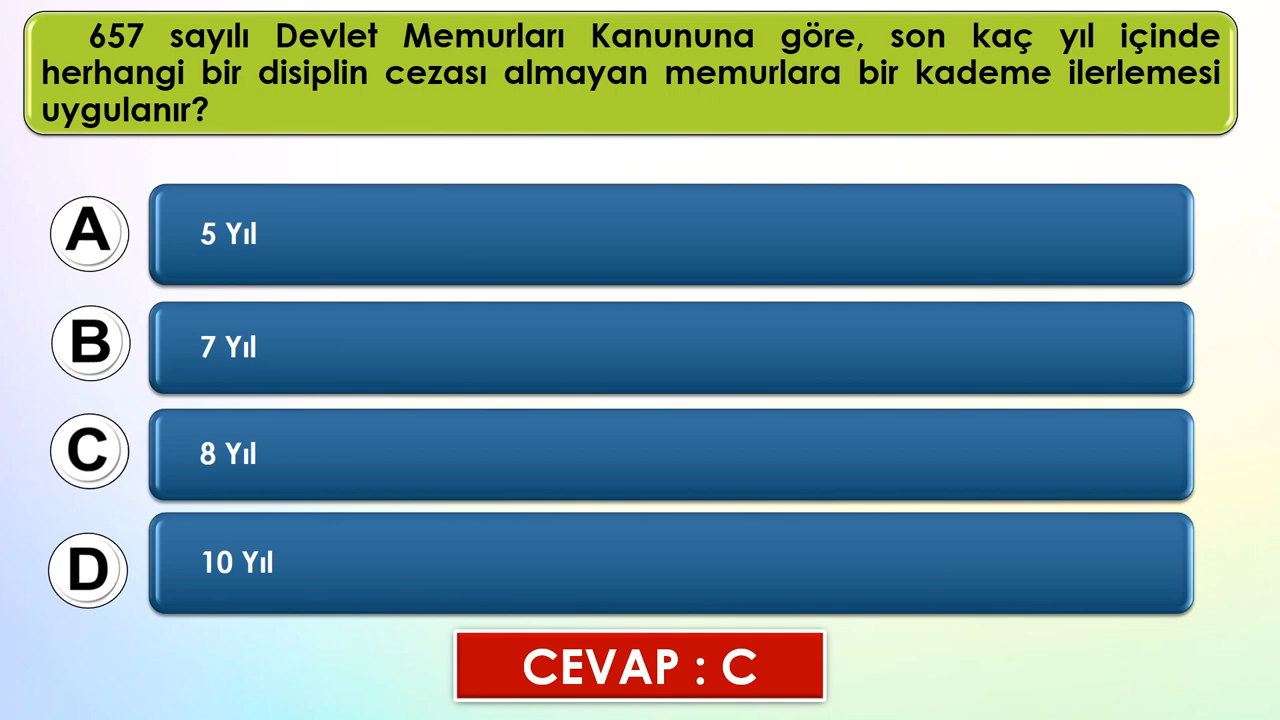 657 sayılı Devlet Memurları Kanununa göre, son kaç yıl içinde
herhangi bir disiplin cezası almayan memurlara bir kademe ilerlemesi
uygulanır?
A 5 Yıl
B 7 Yıl
C 8 Yıl
D 10 Yıl
CEVAP : C